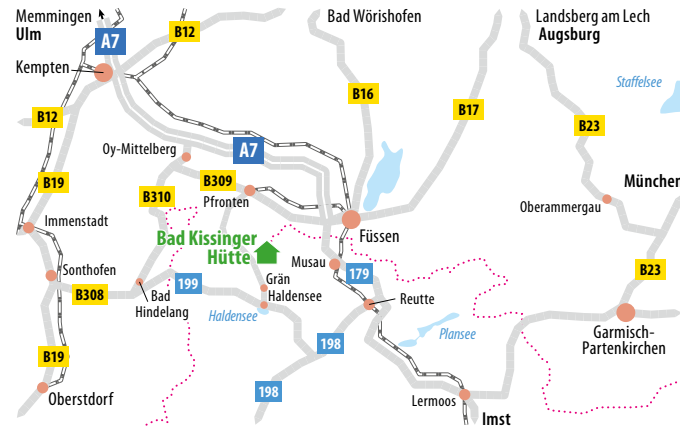 Memmingen
Ulm
A7
B12
Bad Wörishofen
Landsberg am Lech
Augsburg
Kempten
Staffelsee
B16
B17
B12
B23
Oy-Mittelberg
A7
B19
B310
B309
Pfronten
München
Oberammergau
Immenstadt
Bad Kissinger
Hütte
Füssen
Musau
Sonthofen
199
Grän
Haldensee
179
B23
B308
Bad
Hindelang
Reutte
Haldensee
Plansee
Garmisch-
Partenkirchen
198
B19
198
Oberstdorf
Lermoos
Imst